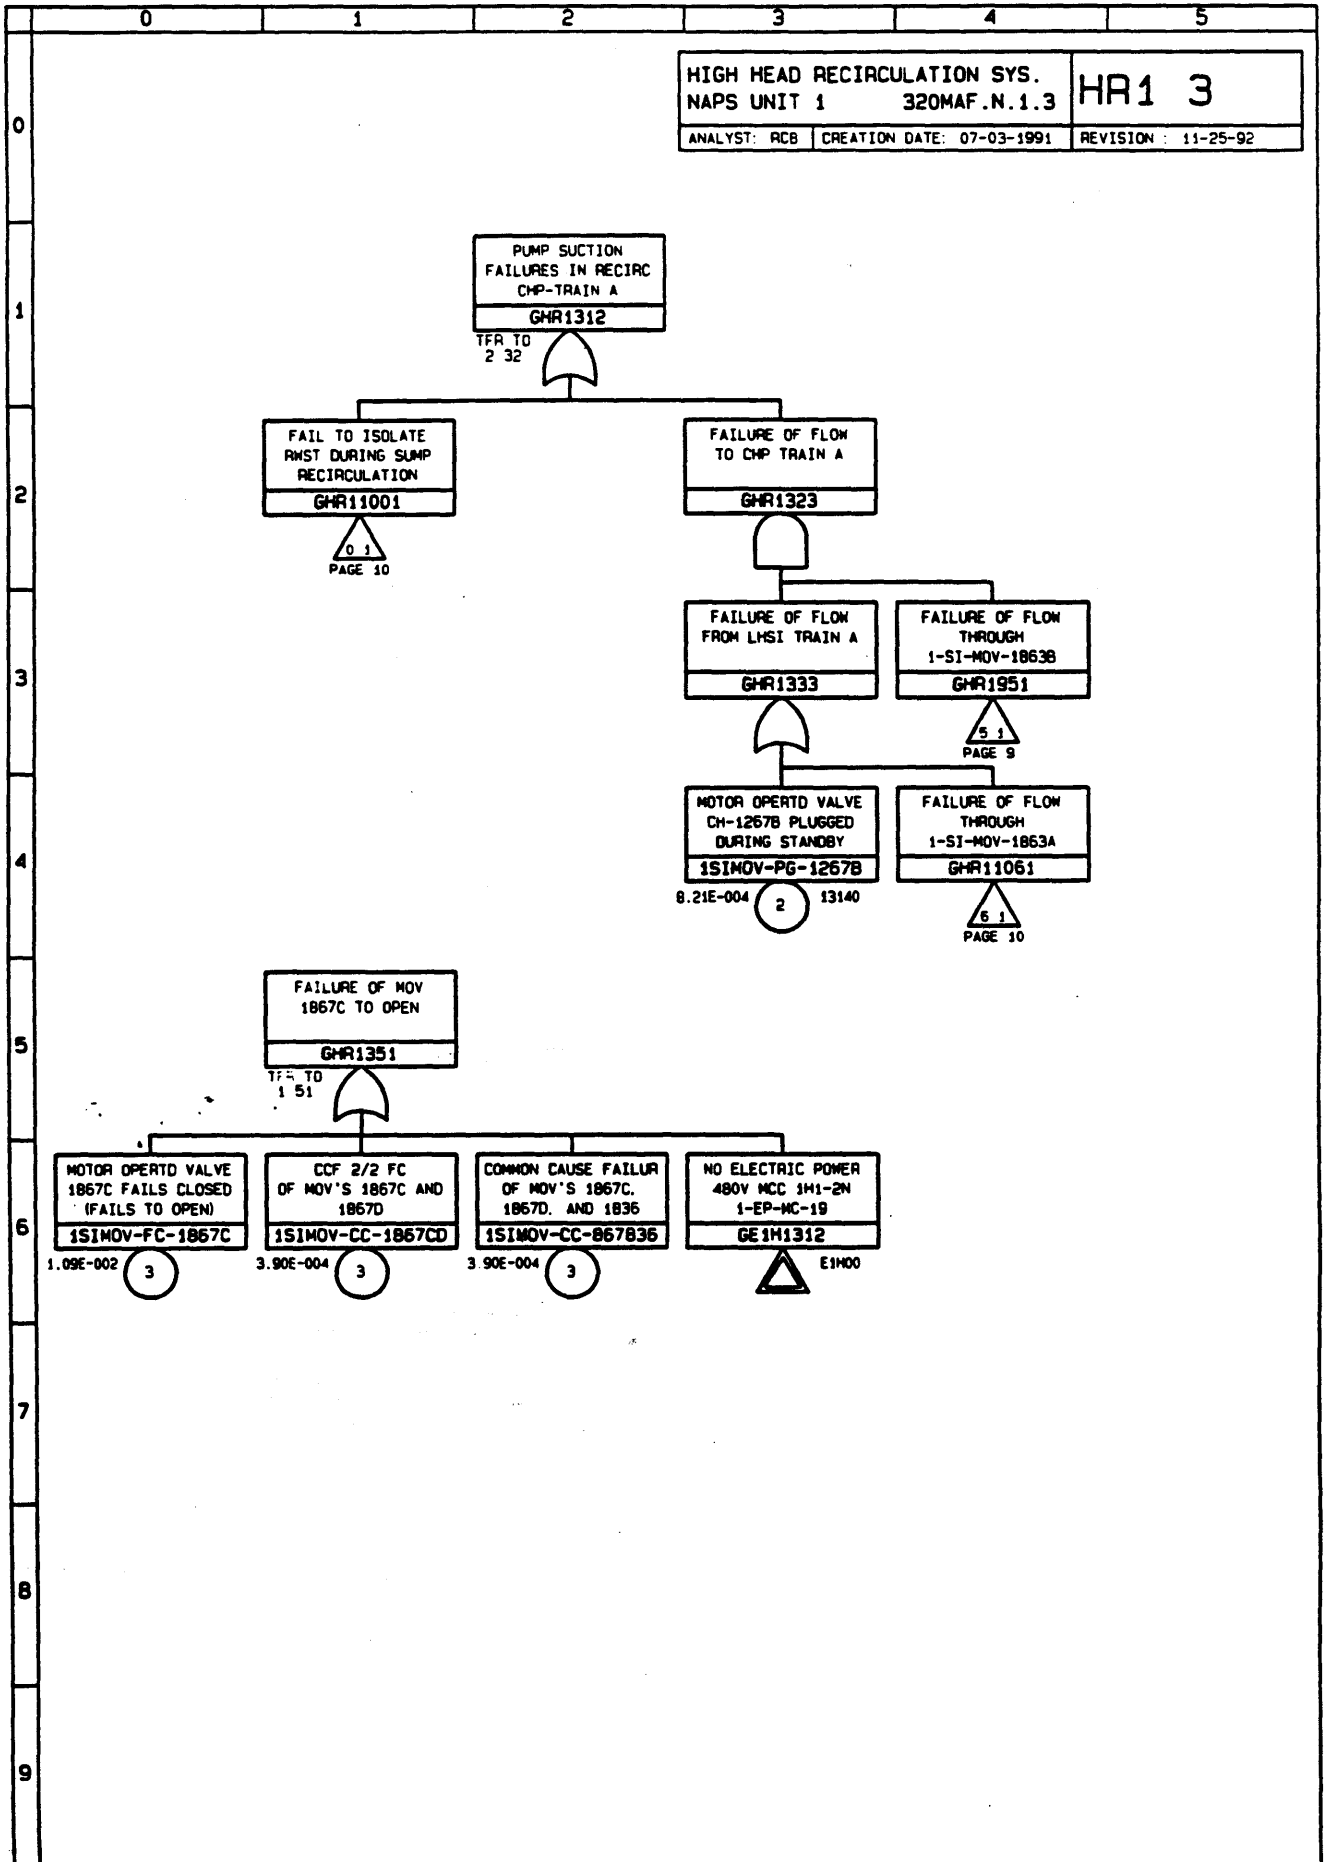 0 1 2 3 4 5
HIGH HEAD RECIRCULATION SYS.
NAPS UNIT 1 320MAF.N.1.3
HR1 3
ANALYST: RCB CREATION DATE: 07-03-1991 REVISION : 11-25-92
0
PUMP SUCTION
FAILURES IN RECIRC
CHP-TRAIN A
GHR1312
TFR TO
2 32
1
FAIL TO ISOLATE
RWST DURING SUMP
RECIRCULATION
GHR11001
0 1
PAGE 10
FAILURE OF FLOW
TO CHP TRAIN A
GHR1323
2
FAILURE OF FLOW
FROM LHSI TRAIN A
GHR1333
FAILURE OF FLOW
THROUGH
1-SI-MOV-1863B
GHR1951
5 1
PAGE 9
3
MOTOR OPERTD VALVE
CH-1267B PLUGGED
DURING STANDBY
1SIMOV-PG-1267B
8.21E-004 2 13140
FAILURE OF FLOW
THROUGH
1-SI-MOV-1863A
GHR11061
6 1
PAGE 10
4
FAILURE OF MOV
1867C TO OPEN
GHR1351
TFR TO
1 51
5
MOTOR OPERTD VALVE
1867C FAILS CLOSED
(FAILS TO OPEN)
1SIMOV-FC-1867C
1.09E-002 3
CCF 2/2 FC
OF MOV'S 1867C AND
1867D
1SIMOV-CC-1867CD
3.90E-004 3
COMMON CAUSE FAILUR
OF MOV'S 1867C.
1867D. AND 1836
1SIMOV-CC-867836
3.90E-004 3
NO ELECTRIC POWER
480V MCC 1H1-2N
1-EP-MC-19
GE1H1312
E1H00
6
7
8
9